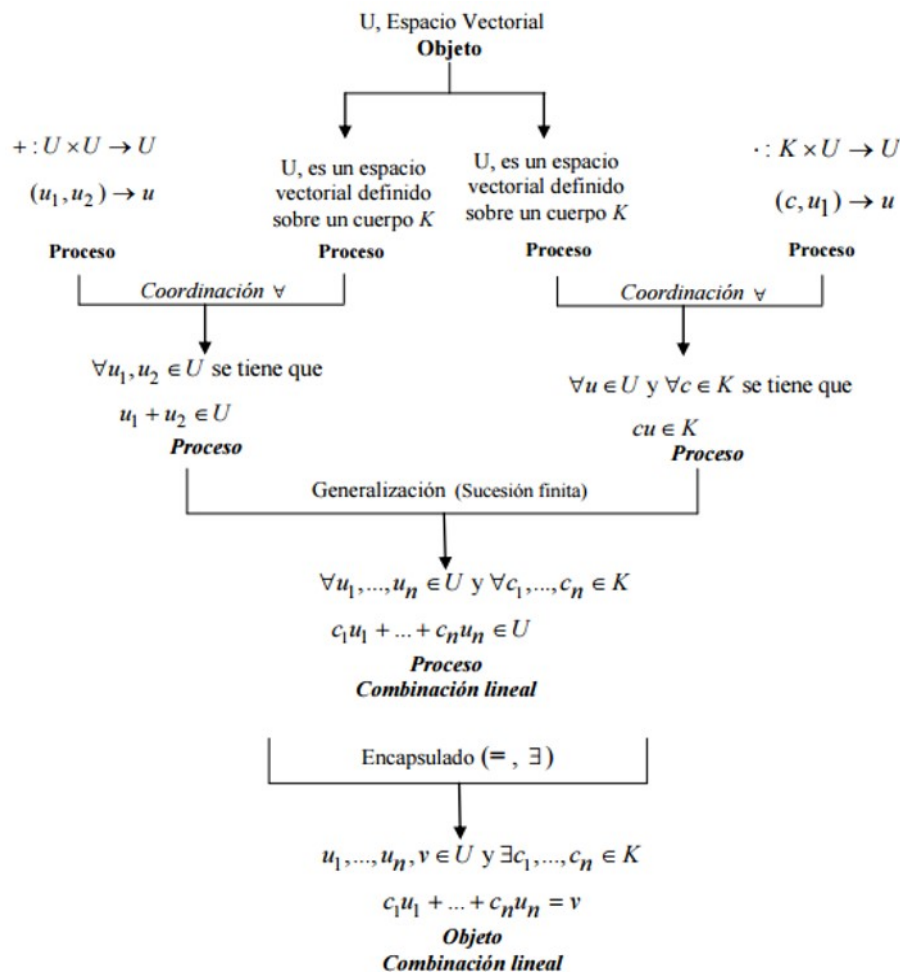 U, Espacio Vectorial
Objeto
+ : U × U → U
(u₁, u₂) → u
Proceso
U, es un espacio
vectorial definido
sobre un cuerpo K
Proceso
U, es un espacio
vectorial definido
sobre un cuerpo K
Proceso
· : K × U → U
(c, u₁) → u
Proceso
Coordinación ∀
Coordinación ∀
∀u₁, u₂ ∈ U se tiene que
u₁ + u₂ ∈ U
Proceso
∀u ∈ U y ∀c ∈ K se tiene que
cu ∈ K
Proceso
Generalización (Sucesión finita)
∀u₁,...,uₙ ∈ U y ∀c₁,...,cₙ ∈ K
c₁u₁ + ... + cₙuₙ ∈ U
Proceso
Combinación lineal
Encapsulado (= , ∃)
u₁,...,uₙ, v ∈ U y ∃c₁,...,cₙ ∈ K
c₁u₁ + ... + cₙuₙ = v
Objeto
Combinación lineal